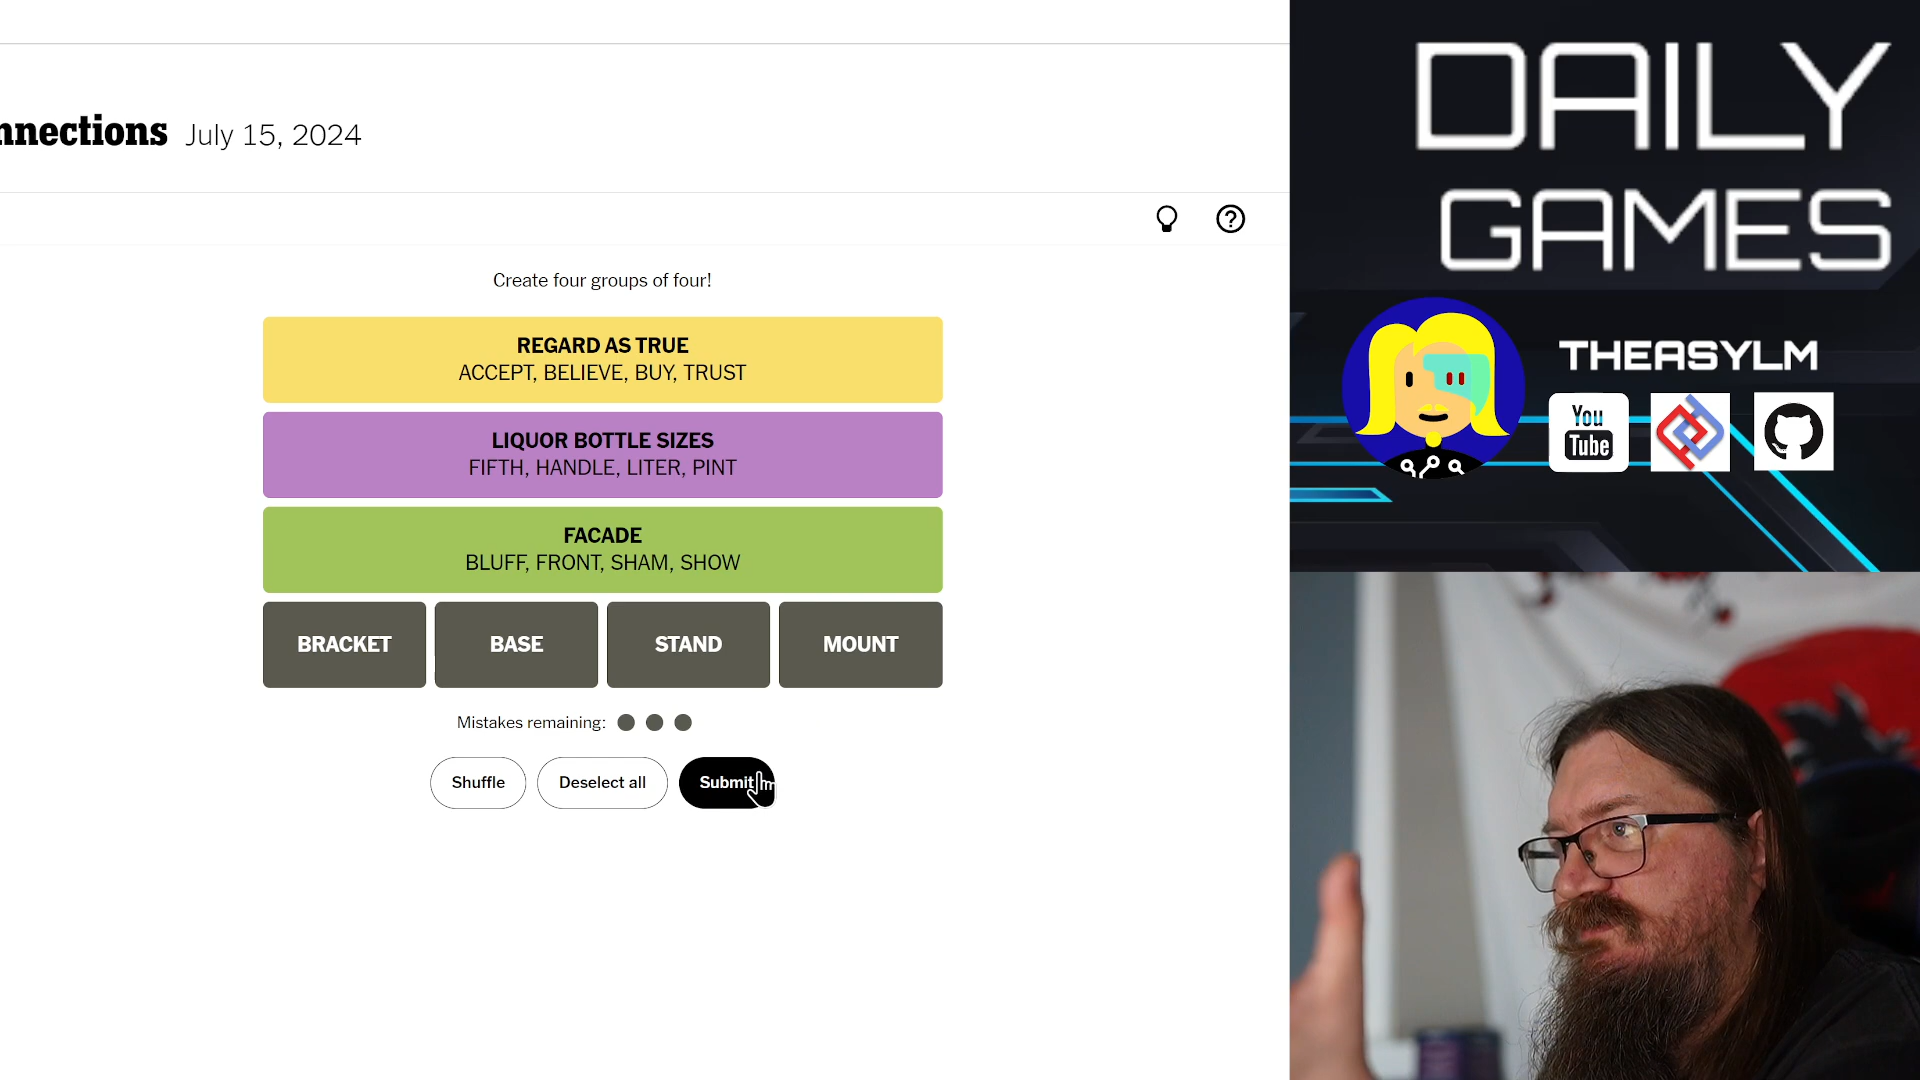 nnections July 15, 2024
Create four groups of four!
REGARD AS TRUE
ACCEPT, BELIEVE, BUY, TRUST
LIQUOR BOTTLE SIZES
FIFTH, HANDLE, LITER, PINT
FACADE
BLUFF, FRONT, SHAM, SHOW
BRACKET BASE STAND MOUNT
Mistakes remaining:
Shuffle Deselect all Submit
DAILY
GAMES
THEASYLM
You
Tube